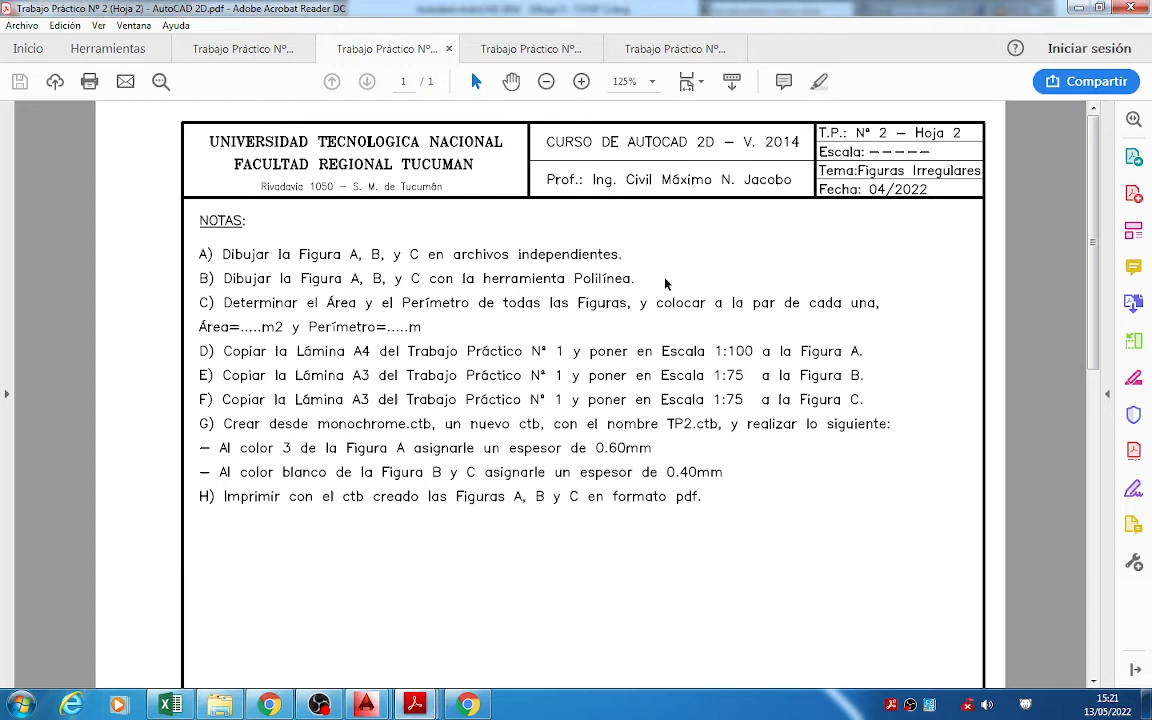 Trabajo Práctico Nº 2 (Hoja 2) - AutoCAD 2D.pdf - Adobe Acrobat Reader DC
Archivo Edición Ver Ventana Ayuda
Inicio Herramientas Trabajo Práctico Nº... Trabajo Práctico Nº... × Trabajo Práctico Nº... Trabajo Práctico Nº... Iniciar sesión
1 / 1 125% Compartir
UNIVERSIDAD TECNOLOGICA NACIONAL
FACULTAD REGIONAL TUCUMAN
Rivadavia 1050 – S. M. de Tucumán
CURSO DE AUTOCAD 2D – V. 2014
Prof.: Ing. Civil Máximo N. Jacobo
T.P.: Nª 2 – Hoja 2
Escala: –––––
Tema:Figuras Irregulares
Fecha: 04/2022
NOTAS:
A) Dibujar la Figura A, B, y C en archivos independientes.
B) Dibujar la Figura A, B, y C con la herramienta Polilínea.
C) Determinar el Área y el Perímetro de todas las Figuras, y colocar a la par de cada una,
Área=.....m2 y Perímetro=.....m
D) Copiar la Lámina A4 del Trabajo Práctico Nª 1 y poner en Escala 1:100 a la Figura A.
E) Copiar la Lámina A3 del Trabajo Práctico Nª 1 y poner en Escala 1:75 a la Figura B.
F) Copiar la Lámina A3 del Trabajo Práctico Nª 1 y poner en Escala 1:75 a la Figura C.
G) Crear desde monochrome.ctb, un nuevo ctb, con el nombre TP2.ctb, y realizar lo siguiente:
– Al color 3 de la Figura A asignarle un espesor de 0.60mm
– Al color blanco de la Figura B y C asignarle un espesor de 0.40mm
H) Imprimir con el ctb creado las Figuras A, B y C en formato pdf.
15:21
13/05/2022